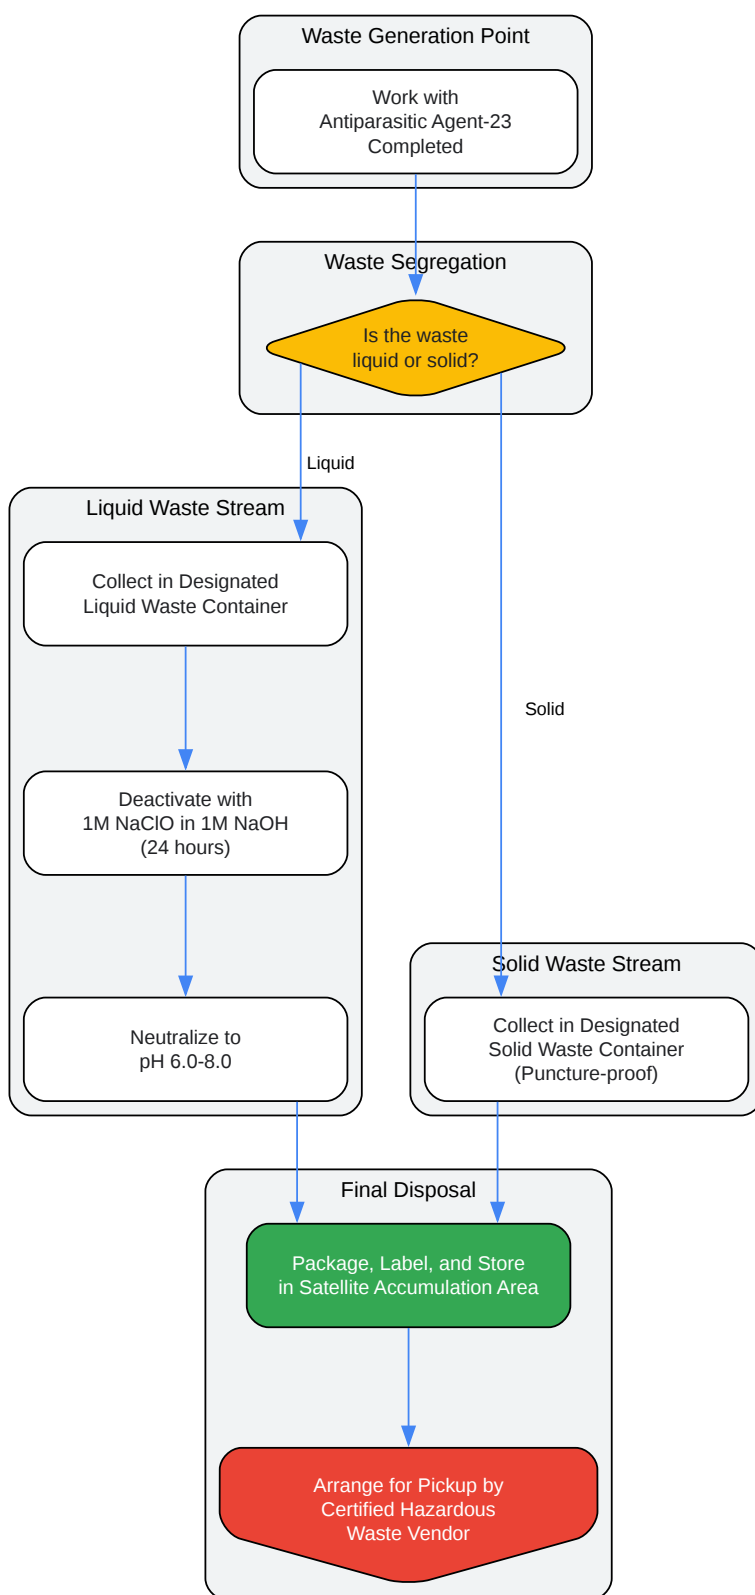 Waste Generation Point
Work with
Antiparasitic Agent-23
Completed
Waste Segregation
Is the waste
liquid or solid?
Liquid
Liquid Waste Stream
Collect in Designated
Liquid Waste Container
Deactivate with
1M NaClO in 1M NaOH
(24 hours)
Neutralize to
pH 6.0-8.0
Solid
Solid Waste Stream
Collect in Designated
Solid Waste Container
(Puncture-proof)
Final Disposal
Package, Label, and Store
in Satellite Accumulation Area
Arrange for Pickup by
Certified Hazardous
Waste Vendor